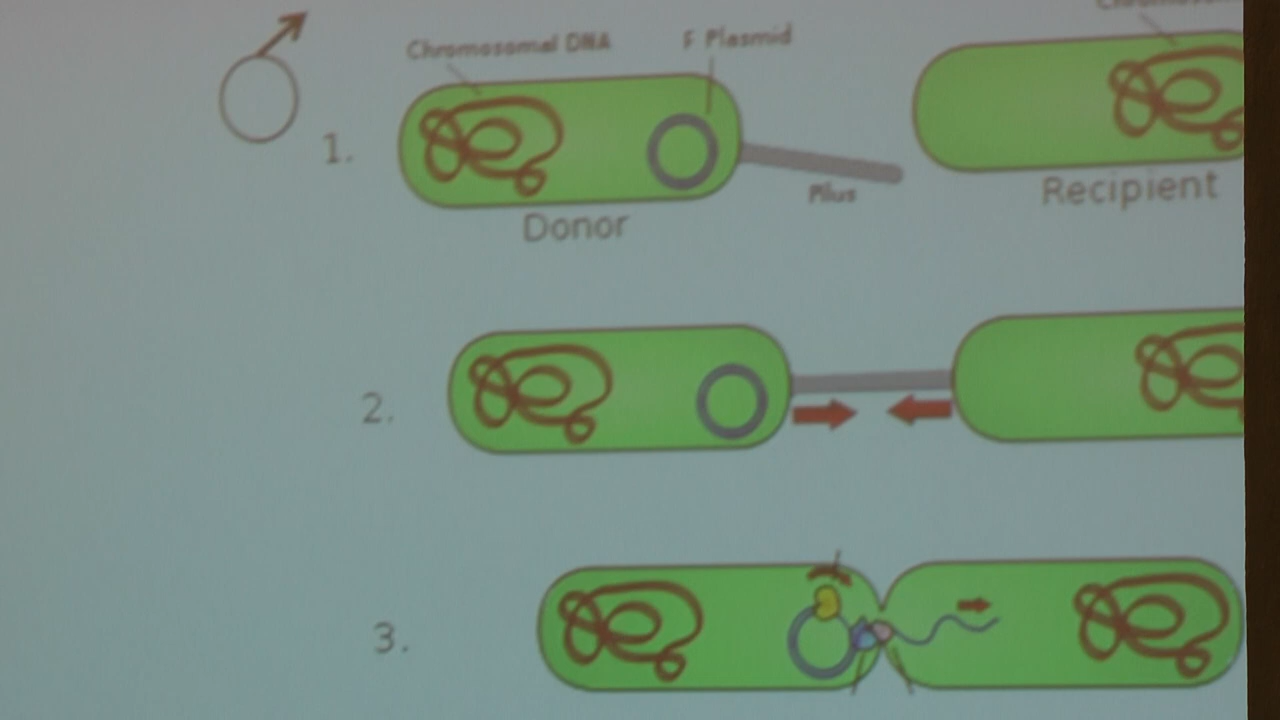 Chromosomal DNA
F Plasmid
1.
Pilus
Donor
Recipient
2.
3.